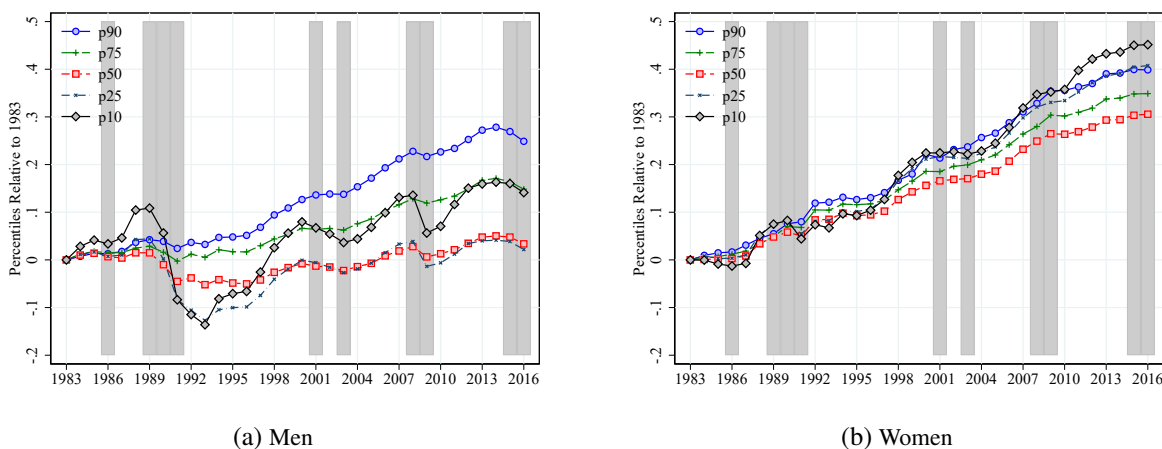 Percentiles Relative to 1983
.5
.4
.3
.2
.1
0
-.1
-.2
p90
p75
p50
p25
p10
1983 1986 1989 1992 1995 1998 2001 2004 2007 2010 2013 2016
(a) Men
Percentiles Relative to 1983
.5
.4
.3
.2
.1
0
-.1
-.2
p90
p75
p50
p25
p10
1983 1986 1989 1992 1995 1998 2001 2004 2007 2010 2013 2016
(b) Women